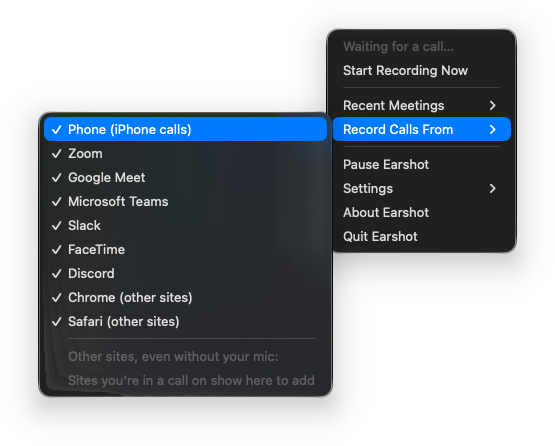 Waiting for a call...
Start Recording Now
Recent Meetings
Record Calls From
Pause Earshot
Settings
About Earshot
Quit Earshot
Phone (iPhone calls)
Zoom
Google Meet
Microsoft Teams
Slack
FaceTime
Discord
Chrome (other sites)
Safari (other sites)
Other sites, even without your mic:
Sites you're in a call on show here to add